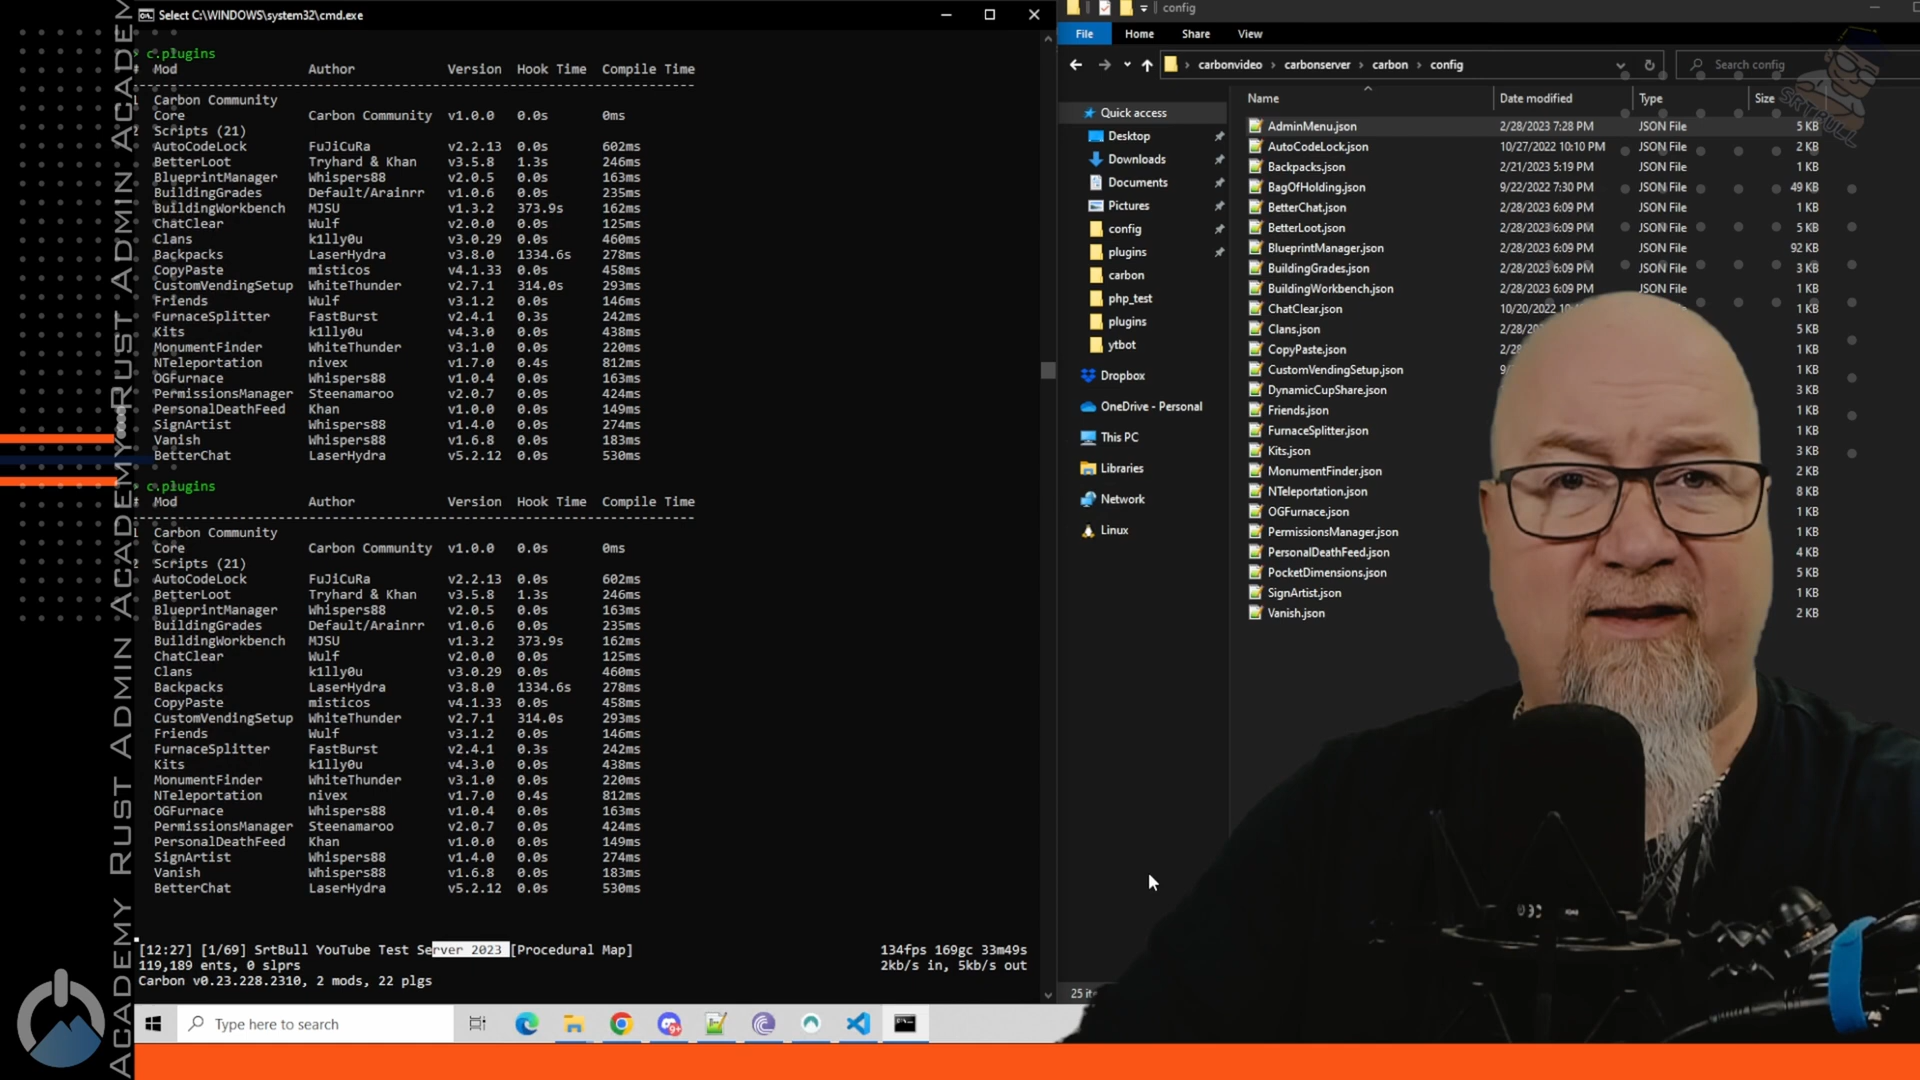 RUST ADMIN ACADEMY RUST ADMIN ACADEMY
Select C:\WINDOWS\system32\cmd.exe
c.plugins
# Mod Author Version Hook Time Compile Time
1 Carbon Community
Core Carbon Community v1.0.0 0.0s 0ms
2 Scripts (21)
AutoCodeLock FuJiCuRa v2.2.13 0.0s 602ms
BetterLoot Tryhard & Khan v3.5.8 1.3s 246ms
BlueprintManager Whispers88 v2.0.5 0.0s 163ms
BuildingGrades Default/Arainrr v1.0.6 0.0s 235ms
BuildingWorkbench MJSU v1.3.2 373.9s 162ms
ChatClear Wulf v2.0.0 0.0s 125ms
Clans k1lly0u v3.0.29 0.0s 460ms
Backpacks LaserHydra v3.8.0 1334.6s 278ms
CopyPaste misticos v4.1.33 0.0s 458ms
CustomVendingSetup WhiteThunder v2.7.1 314.0s 293ms
Friends Wulf v3.1.2 0.0s 146ms
FurnaceSplitter FastBurst v2.4.1 0.3s 242ms
Kits k1lly0u v4.3.0 0.0s 438ms
MonumentFinder WhiteThunder v3.1.0 0.0s 220ms
NTeleportation nivex v1.7.0 0.4s 812ms
OGFurnace Whispers88 v1.0.4 0.0s 163ms
PermissionsManager Steenamaroo v2.0.7 0.0s 424ms
PersonalDeathFeed Khan v1.0.0 0.0s 149ms
SignArtist Whispers88 v1.4.0 0.0s 274ms
Vanish Whispers88 v1.6.8 0.0s 183ms
BetterChat LaserHydra v5.2.12 0.0s 530ms
c.plugins
# Mod Author Version Hook Time Compile Time
1 Carbon Community
Core Carbon Community v1.0.0 0.0s 0ms
2 Scripts (21)
AutoCodeLock FuJiCuRa v2.2.13 0.0s 602ms
BetterLoot Tryhard & Khan v3.5.8 1.3s 246ms
BlueprintManager Whispers88 v2.0.5 0.0s 163ms
BuildingGrades Default/Arainrr v1.0.6 0.0s 235ms
BuildingWorkbench MJSU v1.3.2 373.9s 162ms
ChatClear Wulf v2.0.0 0.0s 125ms
Clans k1lly0u v3.0.29 0.0s 460ms
Backpacks LaserHydra v3.8.0 1334.6s 278ms
CopyPaste misticos v4.1.33 0.0s 458ms
CustomVendingSetup WhiteThunder v2.7.1 314.0s 293ms
Friends Wulf v3.1.2 0.0s 146ms
FurnaceSplitter FastBurst v2.4.1 0.3s 242ms
Kits k1lly0u v4.3.0 0.0s 438ms
MonumentFinder WhiteThunder v3.1.0 0.0s 220ms
NTeleportation nivex v1.7.0 0.4s 812ms
OGFurnace Whispers88 v1.0.4 0.0s 163ms
PermissionsManager Steenamaroo v2.0.7 0.0s 424ms
PersonalDeathFeed Khan v1.0.0 0.0s 149ms
SignArtist Whispers88 v1.4.0 0.0s 274ms
Vanish Whispers88 v1.6.8 0.0s 183ms
BetterChat LaserHydra v5.2.12 0.0s 530ms
[12:27] [1/69] SrtBull YouTube Test Server 2023 [Procedural Map] 134fps 169gc 33m49s
119,189 ents, 0 slprs 2kb/s in, 5kb/s out
Carbon v0.23.228.2310, 2 mods, 22 plgs
Type here to search
config
File Home Share View
carbonvideo › carbonserver › carbon › config
Search config
SRTBULL
Quick access
Desktop
Downloads
Documents
Pictures
config
plugins
carbon
php_test
plugins
ytbot
Dropbox
OneDrive - Personal
This PC
Libraries
Network
Linux
Name Date modified Type Size
AdminMenu.json 2/28/2023 7:28 PM JSON File 5 KB
AutoCodeLock.json 10/27/2022 10:10 PM JSON File 2 KB
Backpacks.json 2/21/2023 5:19 PM JSON File 1 KB
BagOfHolding.json 9/22/2022 7:30 PM JSON File 49 KB
BetterChat.json 2/28/2023 6:09 PM JSON File 1 KB
BetterLoot.json 2/28/2023 6:09 PM JSON File 5 KB
BlueprintManager.json 2/28/2023 6:09 PM JSON File 92 KB
BuildingGrades.json 2/28/2023 6:09 PM JSON File 3 KB
BuildingWorkbench.json 2/28/2023 6:09 PM JSON File 1 KB
ChatClear.json 10/20/2022 1 KB
Clans.json 2/28/20 5 KB
CopyPaste.json 2/28 1 KB
CustomVendingSetup.json 9/ 1 KB
DynamicCupShare.json 3 KB
Friends.json 1 KB
FurnaceSplitter.json 1 KB
Kits.json 3 KB
MonumentFinder.json 2 KB
NTeleportation.json 8 KB
OGFurnace.json 1 KB
PermissionsManager.json 1 KB
PersonalDeathFeed.json 4 KB
PocketDimensions.json 5 KB
SignArtist.json 1 KB
Vanish.json 2 KB
25 ite